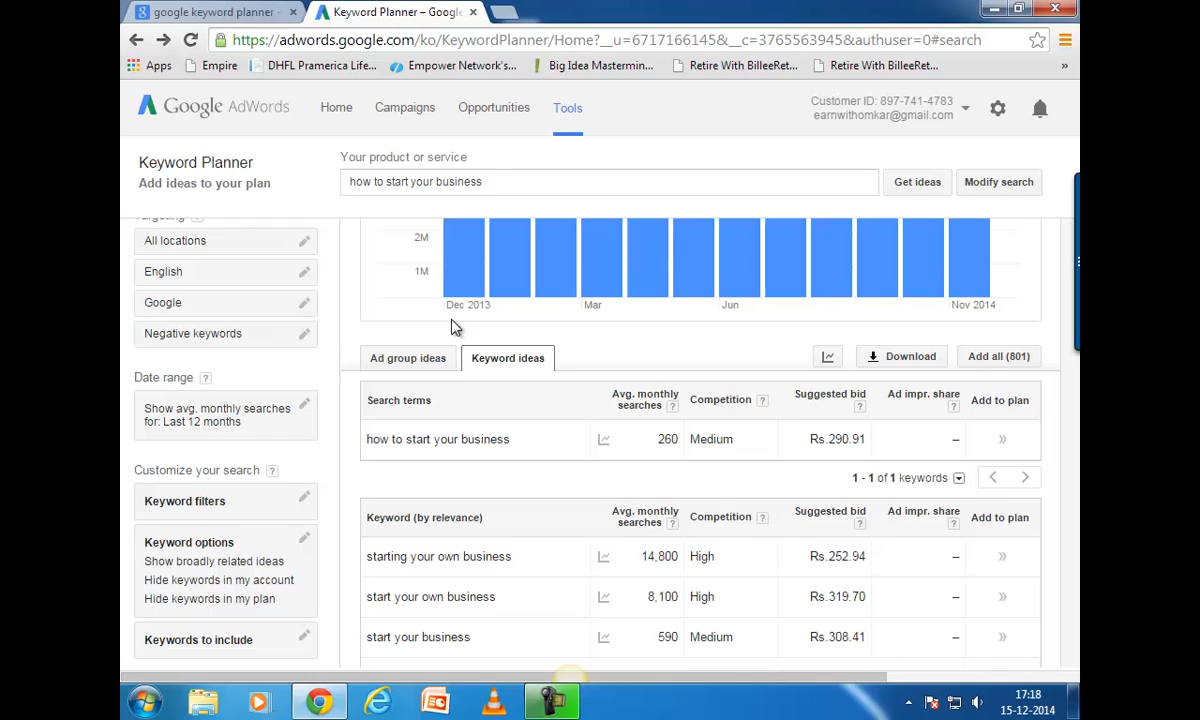 google keyword planner -
Keyword Planner – Google
https://adwords.google.com/ko/KeywordPlanner/Home?__u=6717166145&__c=3765563945&authuser=0#search
Apps
Empire
DHFL Pramerica Life...
Empower Network's...
Big Idea Mastermin...
Retire With BilleeRet...
Retire With BilleeRet...
»
Google AdWords
Home
Campaigns
Opportunities
Tools
Customer ID: 897-741-4783
earnwithomkar@gmail.com
Keyword Planner
Add ideas to your plan
Your product or service
how to start your business
Get ideas
Modify search
Targeting ?
All locations
English
Google
Negative keywords
Date range ?
Show avg. monthly searches
for: Last 12 months
Customize your search ?
Keyword filters
Keyword options
Show broadly related ideas
Hide keywords in my account
Hide keywords in my plan
Keywords to include
2M
1M
Dec 2013 Mar Jun Nov 2014
Ad group ideas
Keyword ideas
Download
Add all (801)
Search terms
Avg. monthly
searches ?
Competition ?
Suggested bid
?
Ad impr. share
?
Add to plan
how to start your business 260 Medium Rs.290.91 – »
1 - 1 of 1 keywords
Keyword (by relevance)
Avg. monthly
searches ?
Competition ?
Suggested bid
?
Ad impr. share
?
Add to plan
starting your own business 14,800 High Rs.252.94 – »
start your own business 8,100 High Rs.319.70 – »
start your business 590 Medium Rs.308.41 – »
17:18
15-12-2014